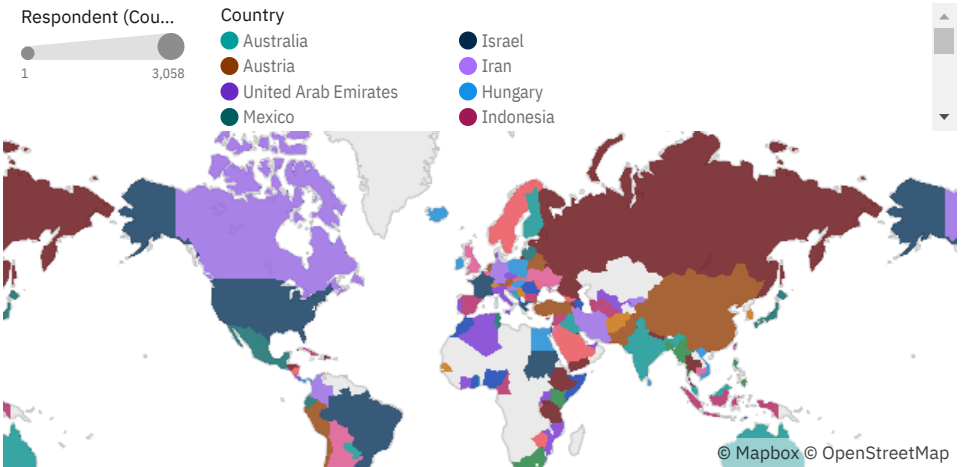 Respondent (Cou...
1
3,058
Country
Australia
Austria
United Arab Emirates
Mexico
Israel
Iran
Hungary
Indonesia
© Mapbox © OpenStreetMap